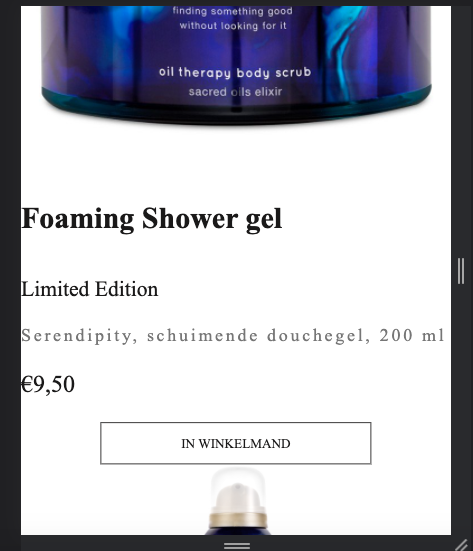 finding something good
without looking for it
oil therapy body scrub
sacred oils elixir
Foaming Shower gel
Limited Edition
Serendipity, schuimende douchegel, 200 ml
€9,50
IN WINKELMAND